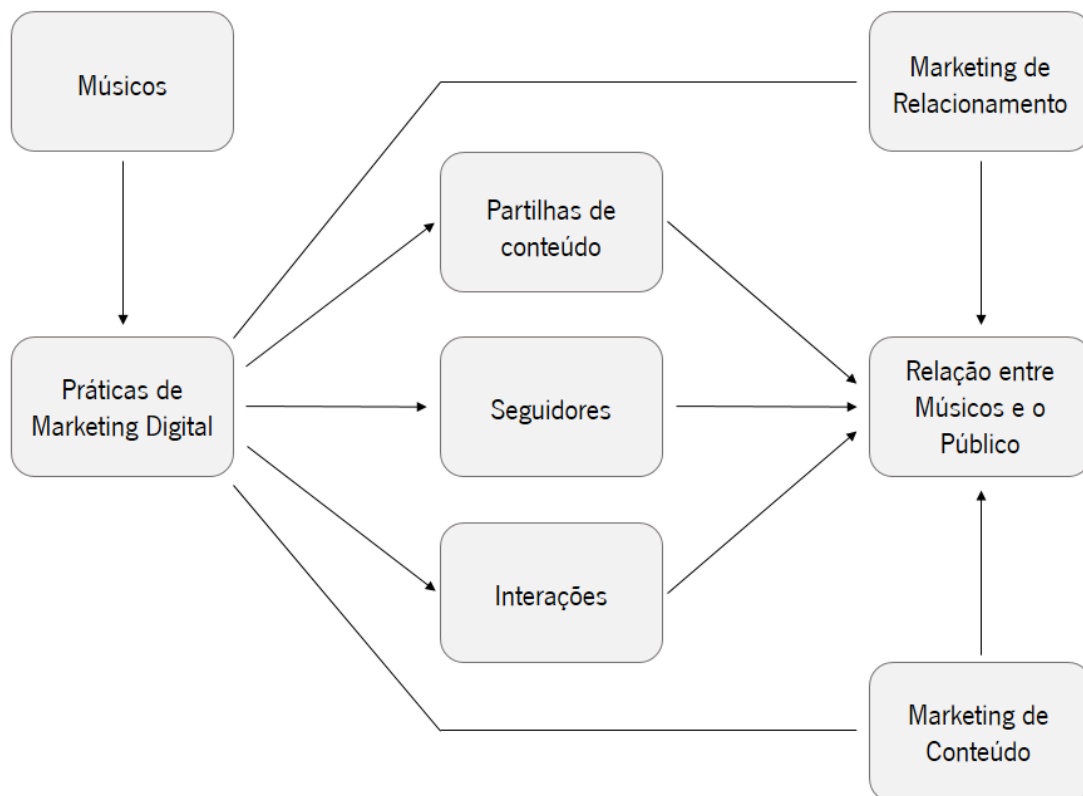 Músicos
Marketing de
Relacionamento
Partilhas de
conteúdo
Práticas de
Marketing Digital
Seguidores
Relação entre
Músicos e o
Público
Interações
Marketing de
Conteúdo